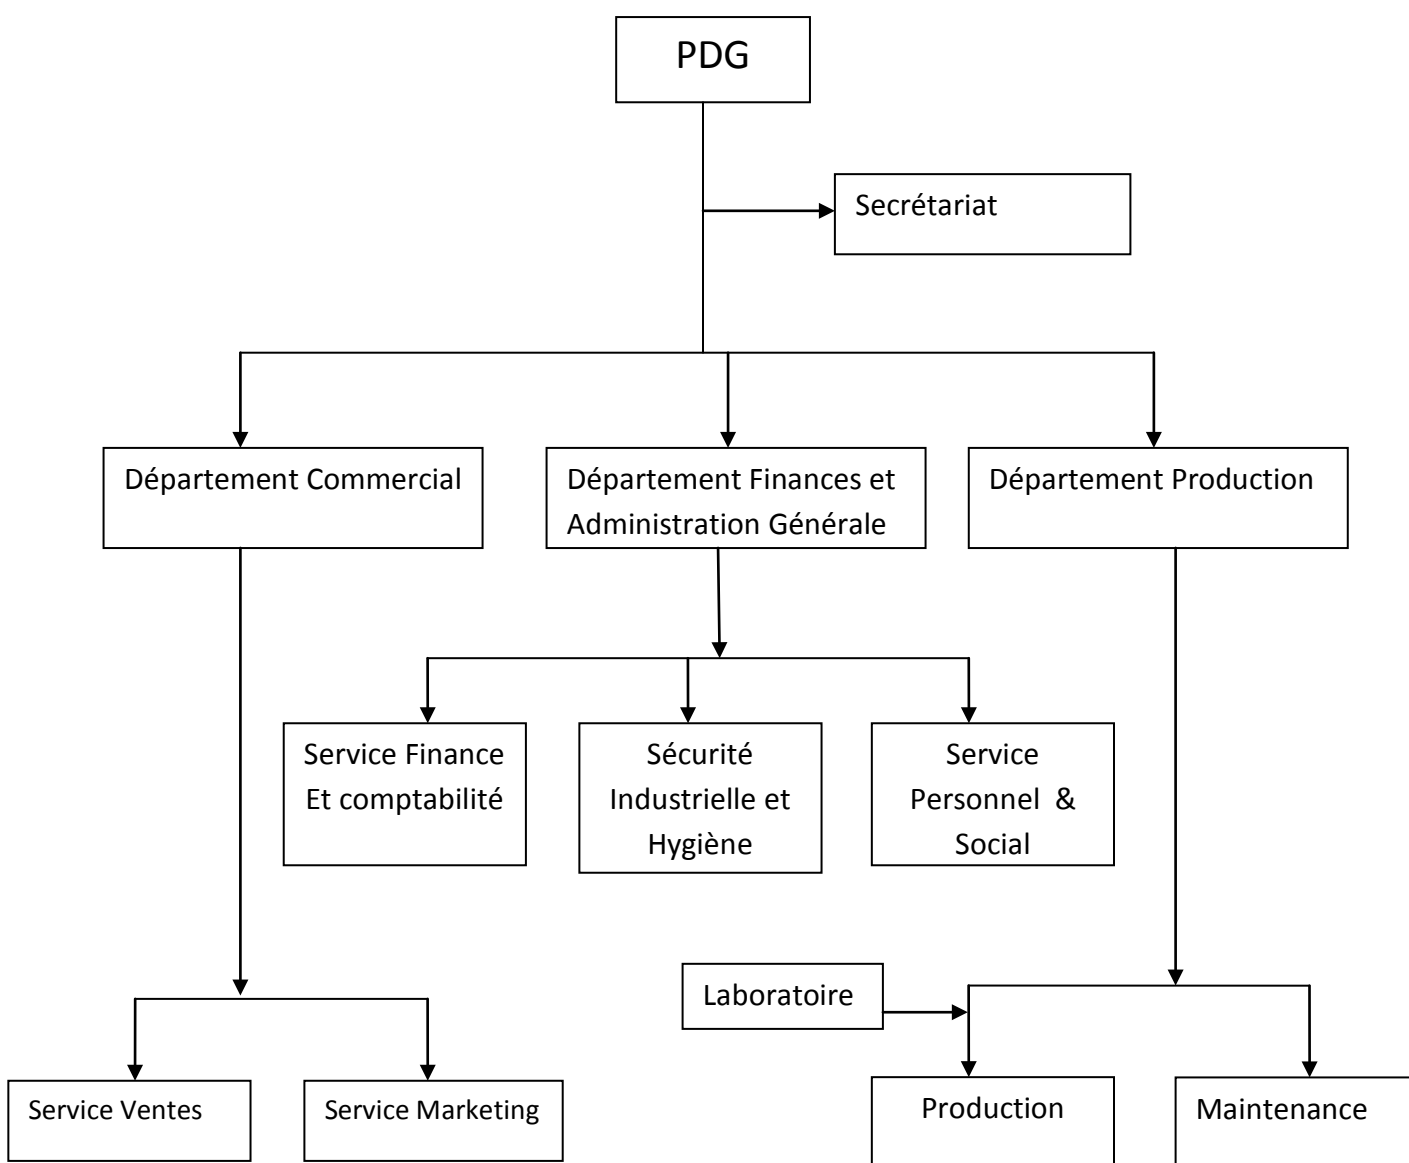 PDG
Secrétariat
Département Commercial
Département Finances et
Administration Générale
Département Production
Service Finance
Et comptabilité
Sécurité
Industrielle et
Hygiène
Service
Personnel &
Social
Laboratoire
Service Ventes
Service Marketing
Production
Maintenance